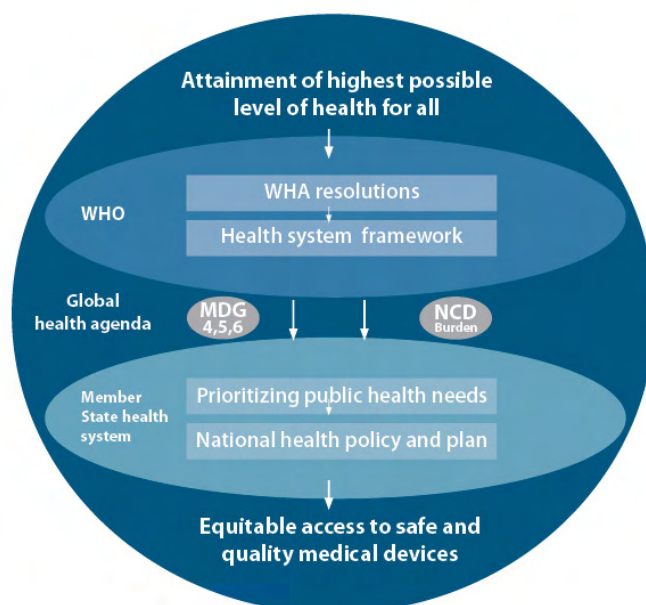 Attainment of highest possible
level of health for all
WHO
WHA resolutions
Health system framework
Global
health agenda
MDG
4,5,6
NCD
Burden
Member
State health
system
Prioritizing public health needs
National health policy and plan
Equitable access to safe and
quality medical devices